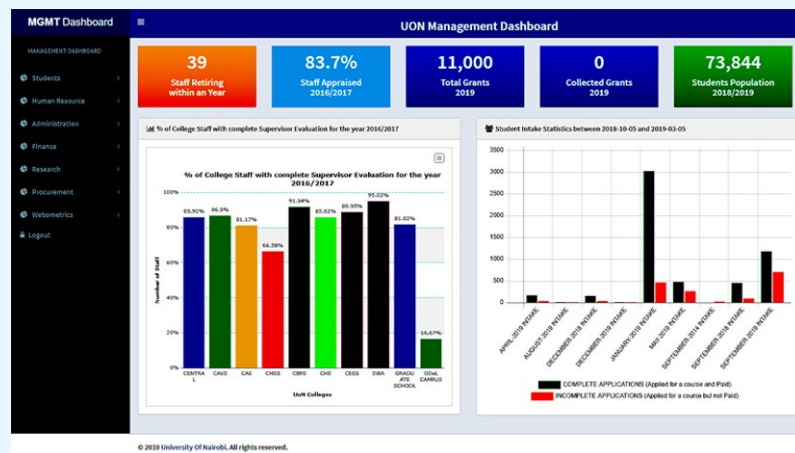 MGMT Dashboard
UON Management Dashboard
MANAGEMENT DASHBOARD
Students
Human Resource
Administration
Finance
Research
Procurement
Webometrics
Logout
39
Staff Retiring
within an Year
83.7%
Staff Appraised
2016/2017
11,000
Total Grants
2019
0
Collected Grants
2019
73,844
Students Population
2018/2019
% of College Staff with complete Supervisor Evaluation for the year 2016/2017
% of College Staff with complete Supervisor Evaluation for the year
2016/2017
Number of Staff
100%
80%
60%
40%
20%
0%
85.92%
86.9%
81.17%
66.58%
91.59%
85.82%
88.85%
95.02%
81.82%
16.67%
CENTRA
L
CAVS
CAE
CHSS
CBPS
CHS
CEES
SWA
GRADU
ATE
SCHOOL
ODeL
CAMPUS
UoN Colleges
Student Intake Statistics between 2018-10-05 and 2019-03-05
3500
3000
2500
2000
1500
1000
500
0
APRIL-2019 INTAKE
AUGUST-2019 INTAKE
DECEMBER-2018 INTAKE
DECEMBER-2019 INTAKE
JANUARY-2019 INTAKE
MAY-2019 INTAKE
SEPTEMBER-2014 INTAKE
SEPTEMBER-2018 INTAKE
SEPTEMBER-2019 INTAKE
COMPLETE APPLICATIONS (Applied for a course and Paid)
INCOMPLETE APPLICATIONS (Applied for a course but not Paid)
© 2019 University Of Nairobi. All rights reserved.